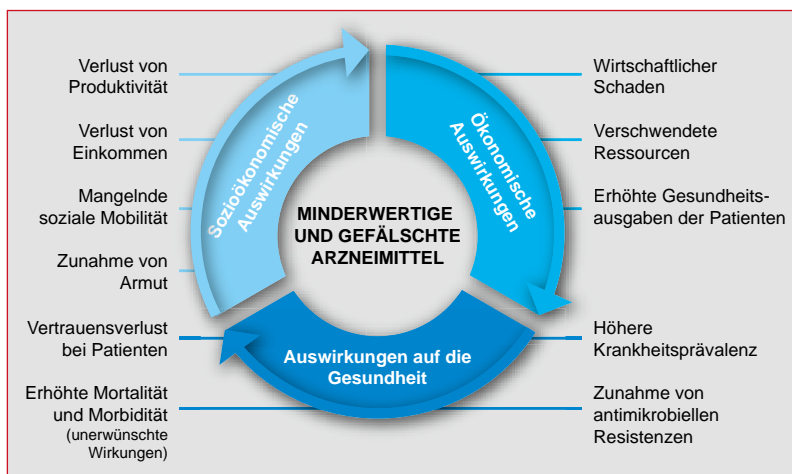 Verlust von
Produktivität
Verlust von
Einkommen
Mangelnde
soziale Mobilität
Zunahme von
Armut
Vertrauensverlust
bei Patienten
Erhöhte Mortalität
und Morbidität
(unerwünschte
Wirkungen)
Sozioökonomische
Auswirkungen
Ökonomische
Auswirkungen
MINDERWERTIGE
UND GEFÄLSCHTE
ARZNEIMITTEL
Auswirkungen auf die
Gesundheit
Wirtschaftlicher
Schaden
Verschwendete
Ressourcen
Erhöhte Gesundheits-
ausgaben der Patienten
Höhere
Krankheitsprävalenz
Zunahme von
antimikrobiellen
Resistenzen